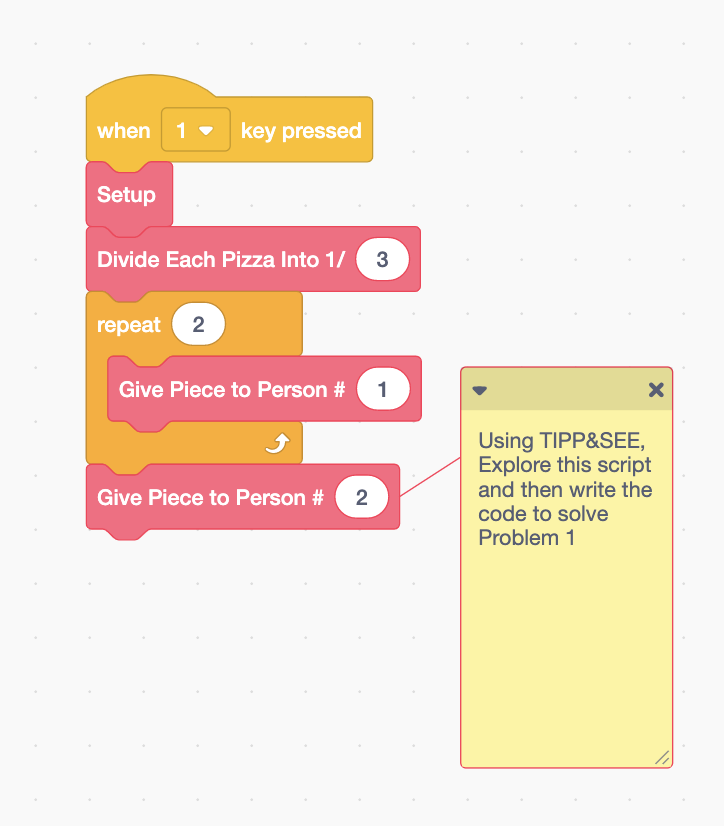 when 1 key pressed
Setup
Divide Each Pizza Into 1/ 3
repeat 2
Give Piece to Person # 1
Give Piece to Person # 2
Using TIPP&SEE,
Explore this script
and then write the
code to solve
Problem 1